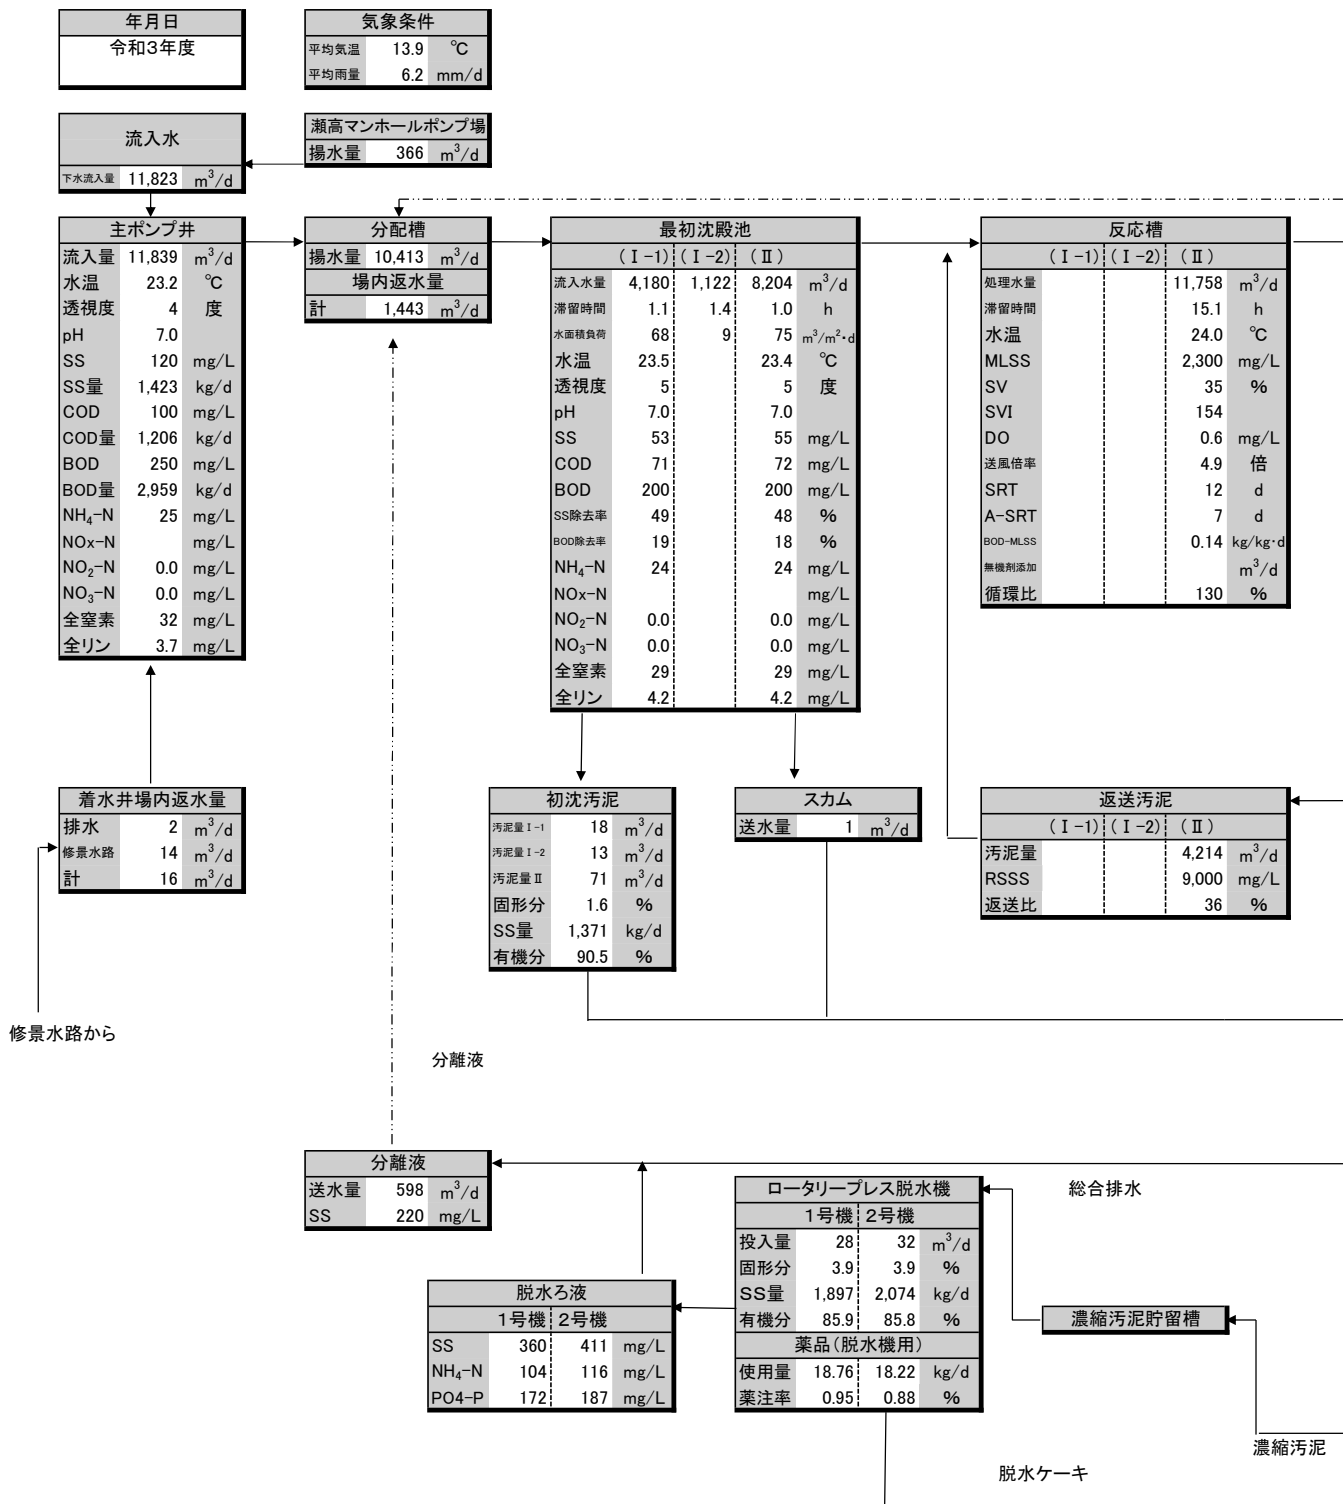 年月日
令和3年度
気象条件
平均気温 13.9 ℃
平均雨量 6.2 mm/d
流入水
下水流入量 11,823 m³/d
瀬高マンホールポンプ場
揚水量 366 m³/d
主ポンプ井
流入量 11,839 m³/d
水温 23.2 ℃
透視度 4 度
pH 7.0
SS 120 mg/L
SS量 1,423 kg/d
COD 100 mg/L
COD量 1,206 kg/d
BOD 250 mg/L
BOD量 2,959 kg/d
NH₄-N 25 mg/L
NOx-N mg/L
NO₂-N 0.0 mg/L
NO₃-N 0.0 mg/L
全窒素 32 mg/L
全リン 3.7 mg/L
分配槽
揚水量 10,413 m³/d
場内返水量
計 1,443 m³/d
最初沈殿池
(Ⅰ-1) (Ⅰ-2) (Ⅱ)
流入水量 4,180 1,122 8,204 m³/d
滞留時間 1.1 1.4 1.0 h
水面積負荷 68 9 75 m³/m²・d
水温 23.5 23.4 ℃
透視度 5 5 度
pH 7.0 7.0
SS 53 55 mg/L
COD 71 72 mg/L
BOD 200 200 mg/L
SS除去率 49 48 %
BOD除去率 19 18 %
NH₄-N 24 24 mg/L
NOx-N mg/L
NO₂-N 0.0 0.0 mg/L
NO₃-N 0.0 0.0 mg/L
全窒素 29 29 mg/L
全リン 4.2 4.2 mg/L
反応槽
(Ⅰ-1) (Ⅰ-2) (Ⅱ)
処理水量 11,758 m³/d
滞留時間 15.1 h
水温 24.0 ℃
MLSS 2,300 mg/L
SV 35 %
SVI 154
DO 0.6 mg/L
送風倍率 4.9 倍
SRT 12 d
A-SRT 7 d
BOD-MLSS 0.14 kg/kg・d
無機剤添加 m³/d
循環比 130 %
着水井場内返水量
排水 2 m³/d
修景水路 14 m³/d
計 16 m³/d
初沈汚泥
汚泥量Ⅰ-1 18 m³/d
汚泥量Ⅰ-2 13 m³/d
汚泥量Ⅱ 71 m³/d
固形分 1.6 %
SS量 1,371 kg/d
有機分 90.5 %
スカム
送水量 1 m³/d
返送汚泥
(Ⅰ-1) (Ⅰ-2) (Ⅱ)
汚泥量 4,214 m³/d
RSSS 9,000 mg/L
返送比 36 %
修景水路から
分離液
分離液
送水量 598 m³/d
SS 220 mg/L
総合排水
ロータリープレス脱水機
1号機 2号機
投入量 28 32 m³/d
固形分 3.9 3.9 %
SS量 1,897 2,074 kg/d
有機分 85.9 85.8 %
薬品(脱水機用)
使用量 18.76 18.22 kg/d
薬注率 0.95 0.88 %
脱水ろ液
1号機 2号機
SS 360 411 mg/L
NH₄-N 104 116 mg/L
PO4-P 172 187 mg/L
濃縮汚泥貯留槽
濃縮汚泥
脱水ケーキ